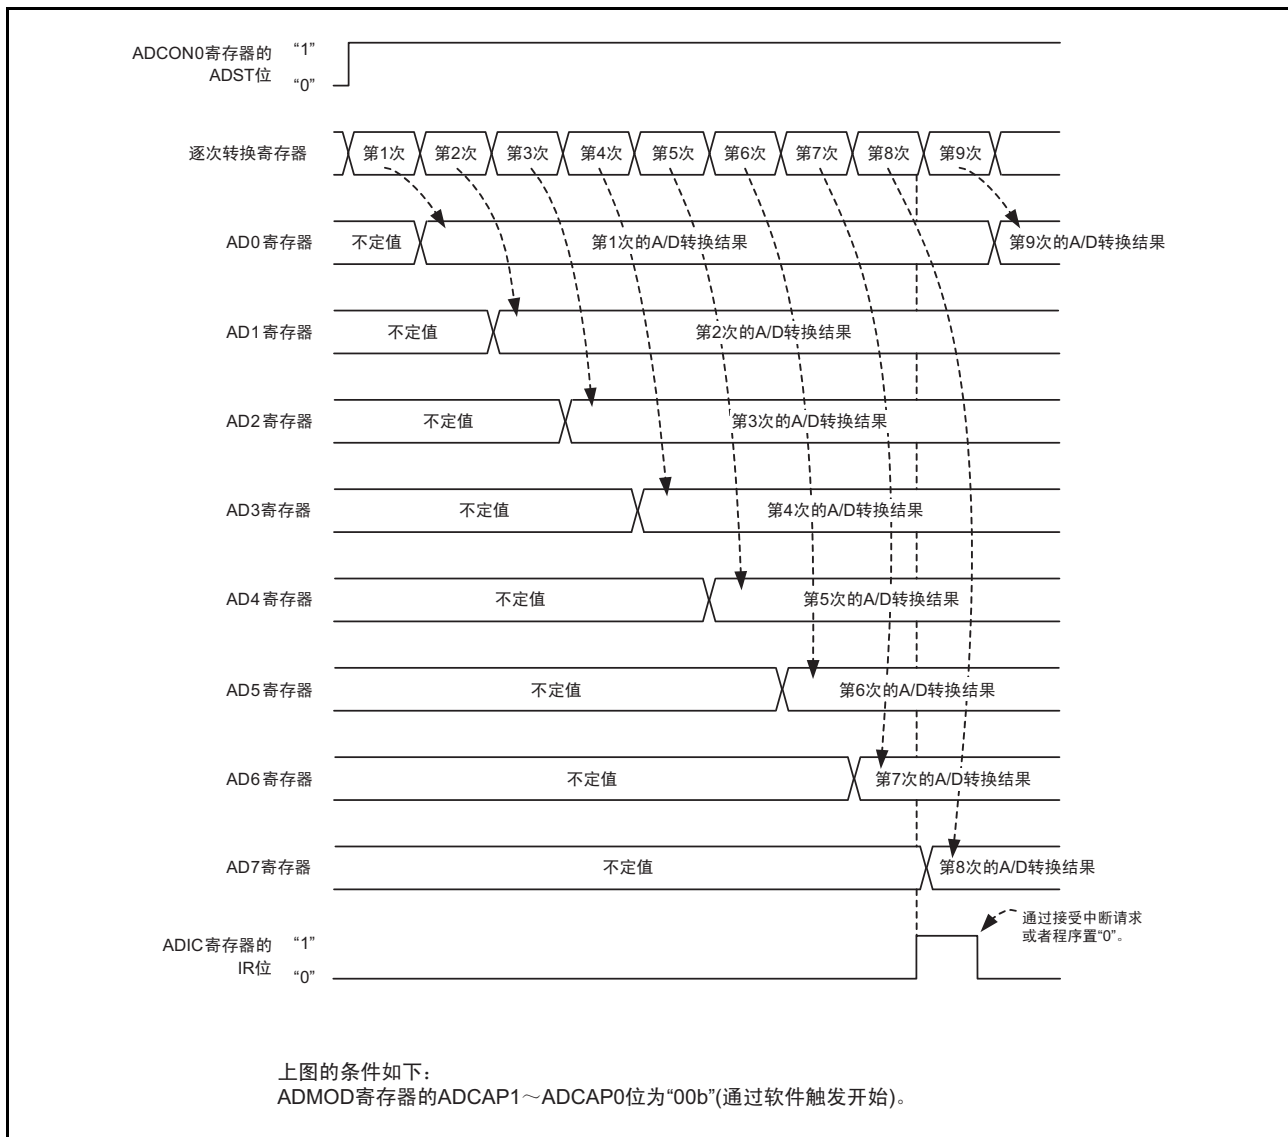 ADCON0寄存器的
ADST位
“1”
“0”
逐次转换寄存器
第1次
第2次
第3次
第4次
第5次
第6次
第7次
第8次
第9次
AD0寄存器
不定值
第1次的A/D转换结果
第9次的A/D转换结果
AD1寄存器
不定值
第2次的A/D转换结果
AD2寄存器
不定值
第3次的A/D转换结果
AD3寄存器
不定值
第4次的A/D转换结果
AD4寄存器
不定值
第5次的A/D转换结果
AD5寄存器
不定值
第6次的A/D转换结果
AD6寄存器
不定值
第7次的A/D转换结果
AD7寄存器
不定值
第8次的A/D转换结果
ADIC寄存器的
IR位
“1”
“0”
通过接受中断请求
或者程序置“0”。
上图的条件如下：
ADMOD寄存器的ADCAP1～ADCAP0位为“00b”(通过软件触发开始)。